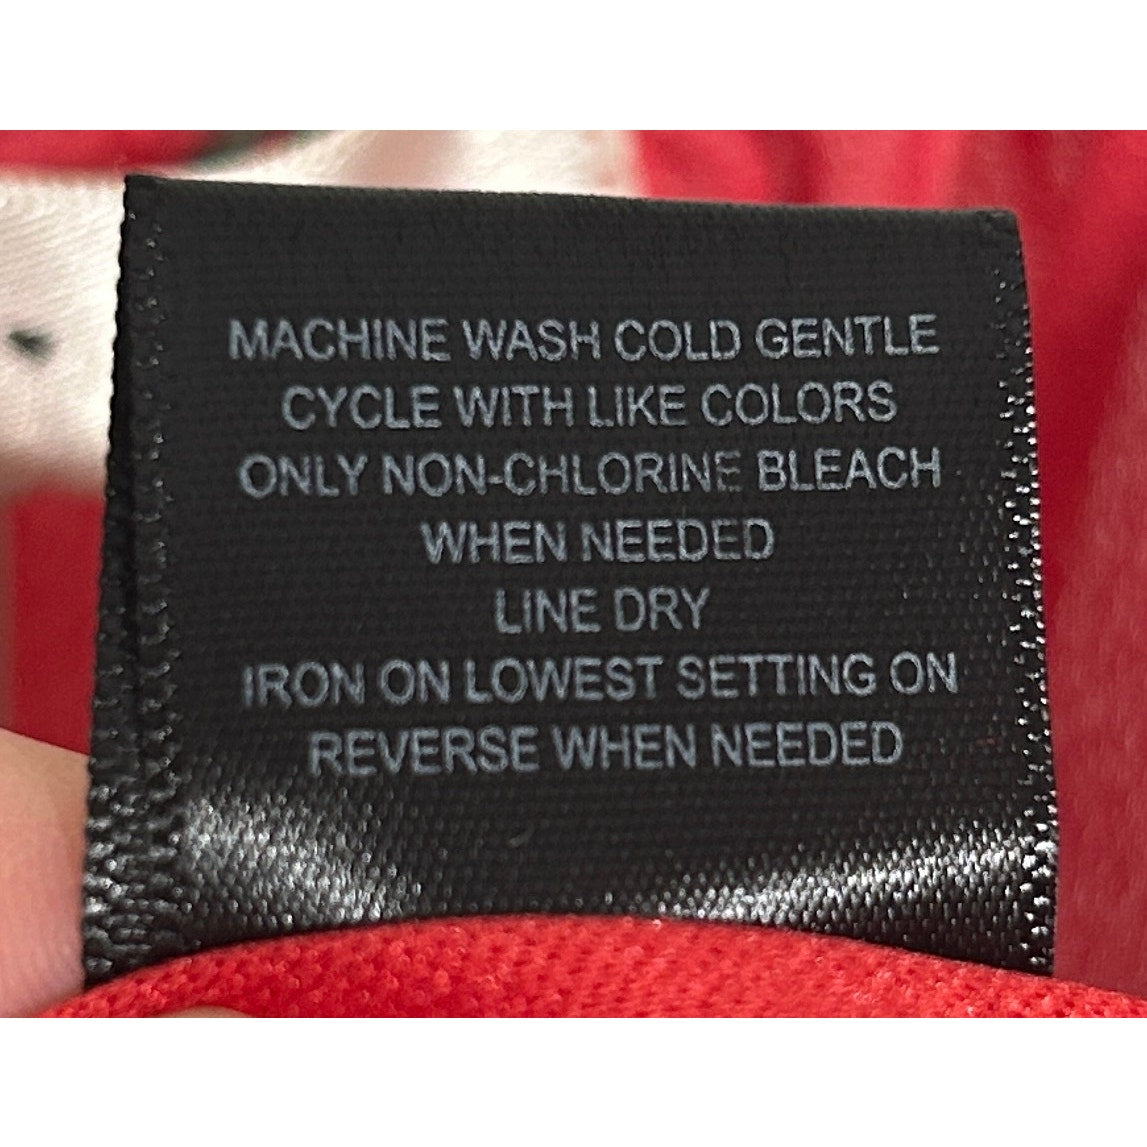 MACHINE WASH COLD GENTLE
CYCLE WITH LIKE COLORS
ONLY NON-CHLORINE BLEACH
WHEN NEEDED
LINE DRY
IRON ON LOWEST SETTING ON
REVERSE WHEN NEEDED